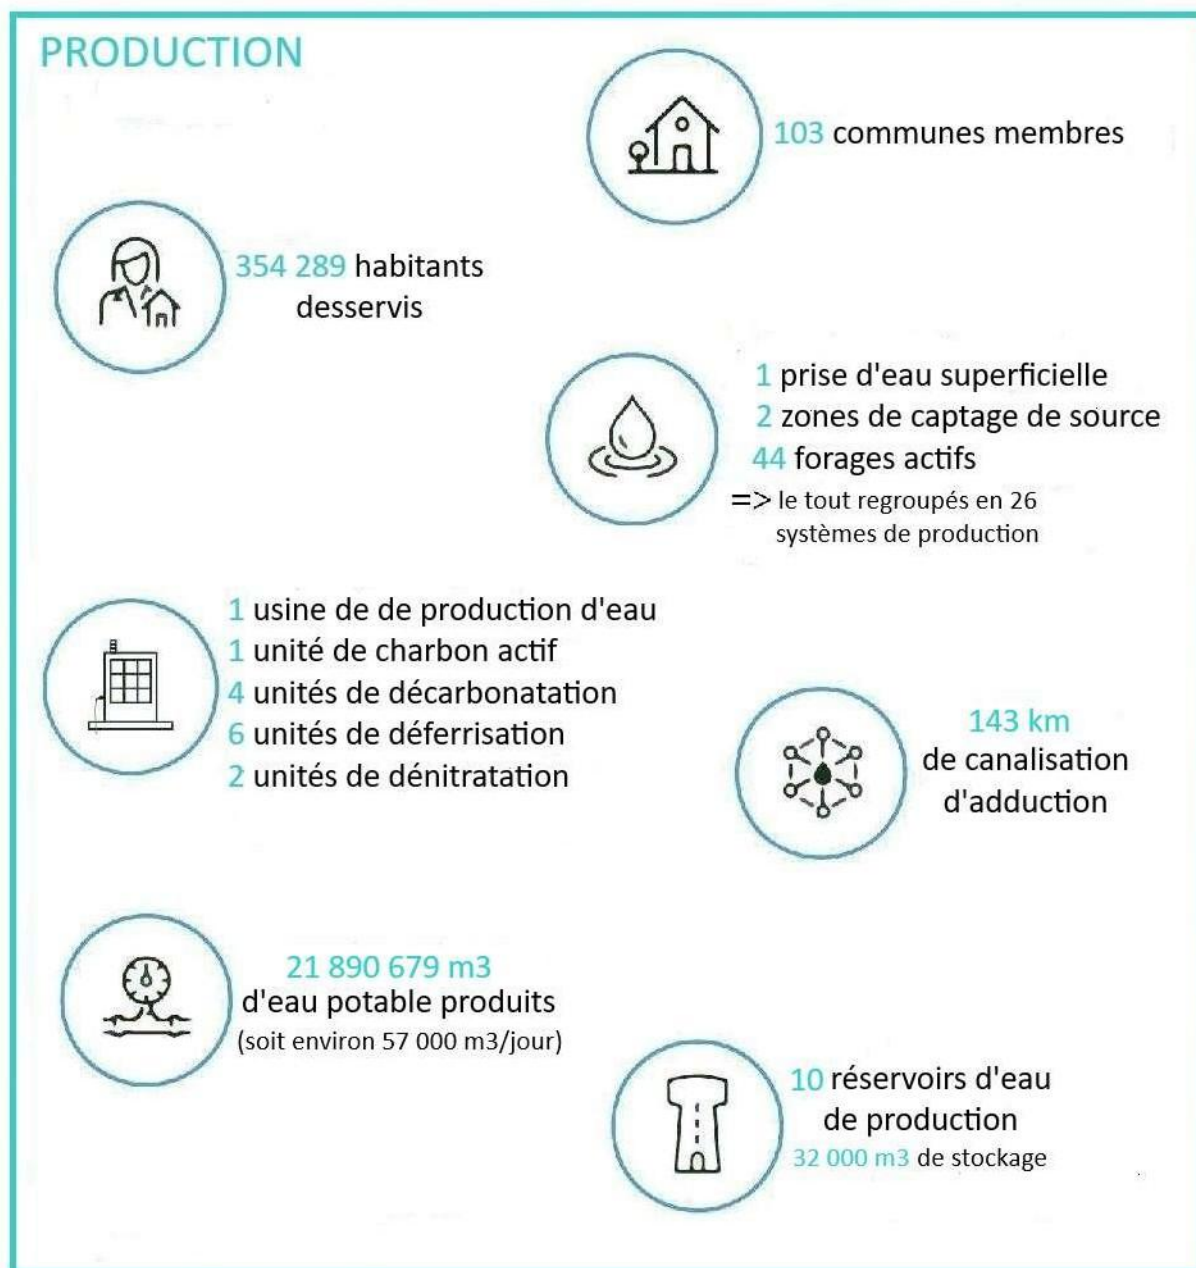 PRODUCTION
103 communes membres
354 289 habitants
desservis
1 prise d'eau superficielle
2 zones de captage de source
44 forages actifs
=> le tout regroupés en 26
systèmes de production
1 usine de de production d'eau
1 unité de charbon actif
4 unités de décarbonatation
6 unités de déferrisation
2 unités de dénitratation
143 km
de canalisation
d'adduction
21 890 679 m3
d'eau potable produits
(soit environ 57 000 m3/jour)
10 réservoirs d'eau
de production
32 000 m3 de stockage